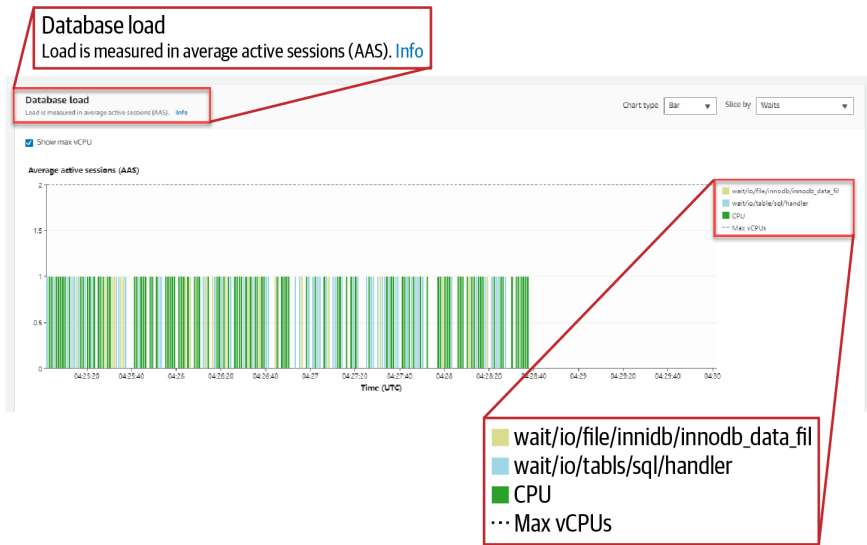 Database load
Load is measured in average active sessions (AAS). Info
Database load
Load is measured in average active sessions (AAS). Info
Chart type Bar Slice by Waits
Show max vCPU
Average active sessions (AAS)
2
1.5
1
0.5
0
04:25:20 04:25:40 04:26 04:26:20 04:26:40 04:27 04:27:20 04:27:40 04:28 04:28:20 04:28:40 04:29 04:29:20 04:29:40 04:30
Time (UTC)
wait/io/file/innodb/innodb_data_fil
wait/io/table/sql/handler
CPU
-- Max vCPUs
wait/io/file/innidb/innodb_data_fil
wait/io/tabls/sql/handler
CPU
Max vCPUs